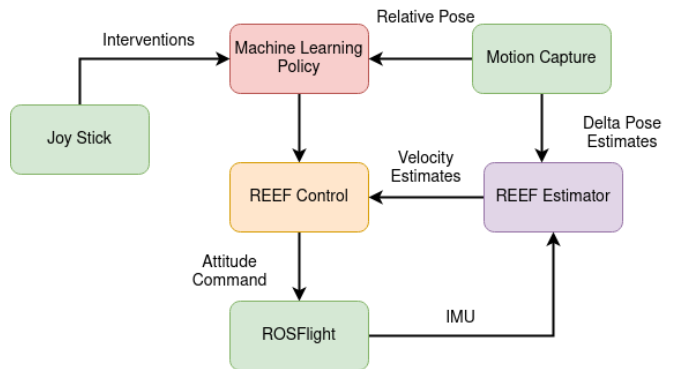 Relative Pose
Interventions
Machine Learning
Policy
Motion Capture
Joy Stick
Delta Pose
Estimates
Velocity
Estimates
REEF Control
REEF Estimator
Attitude
Command
ROSFlight
IMU